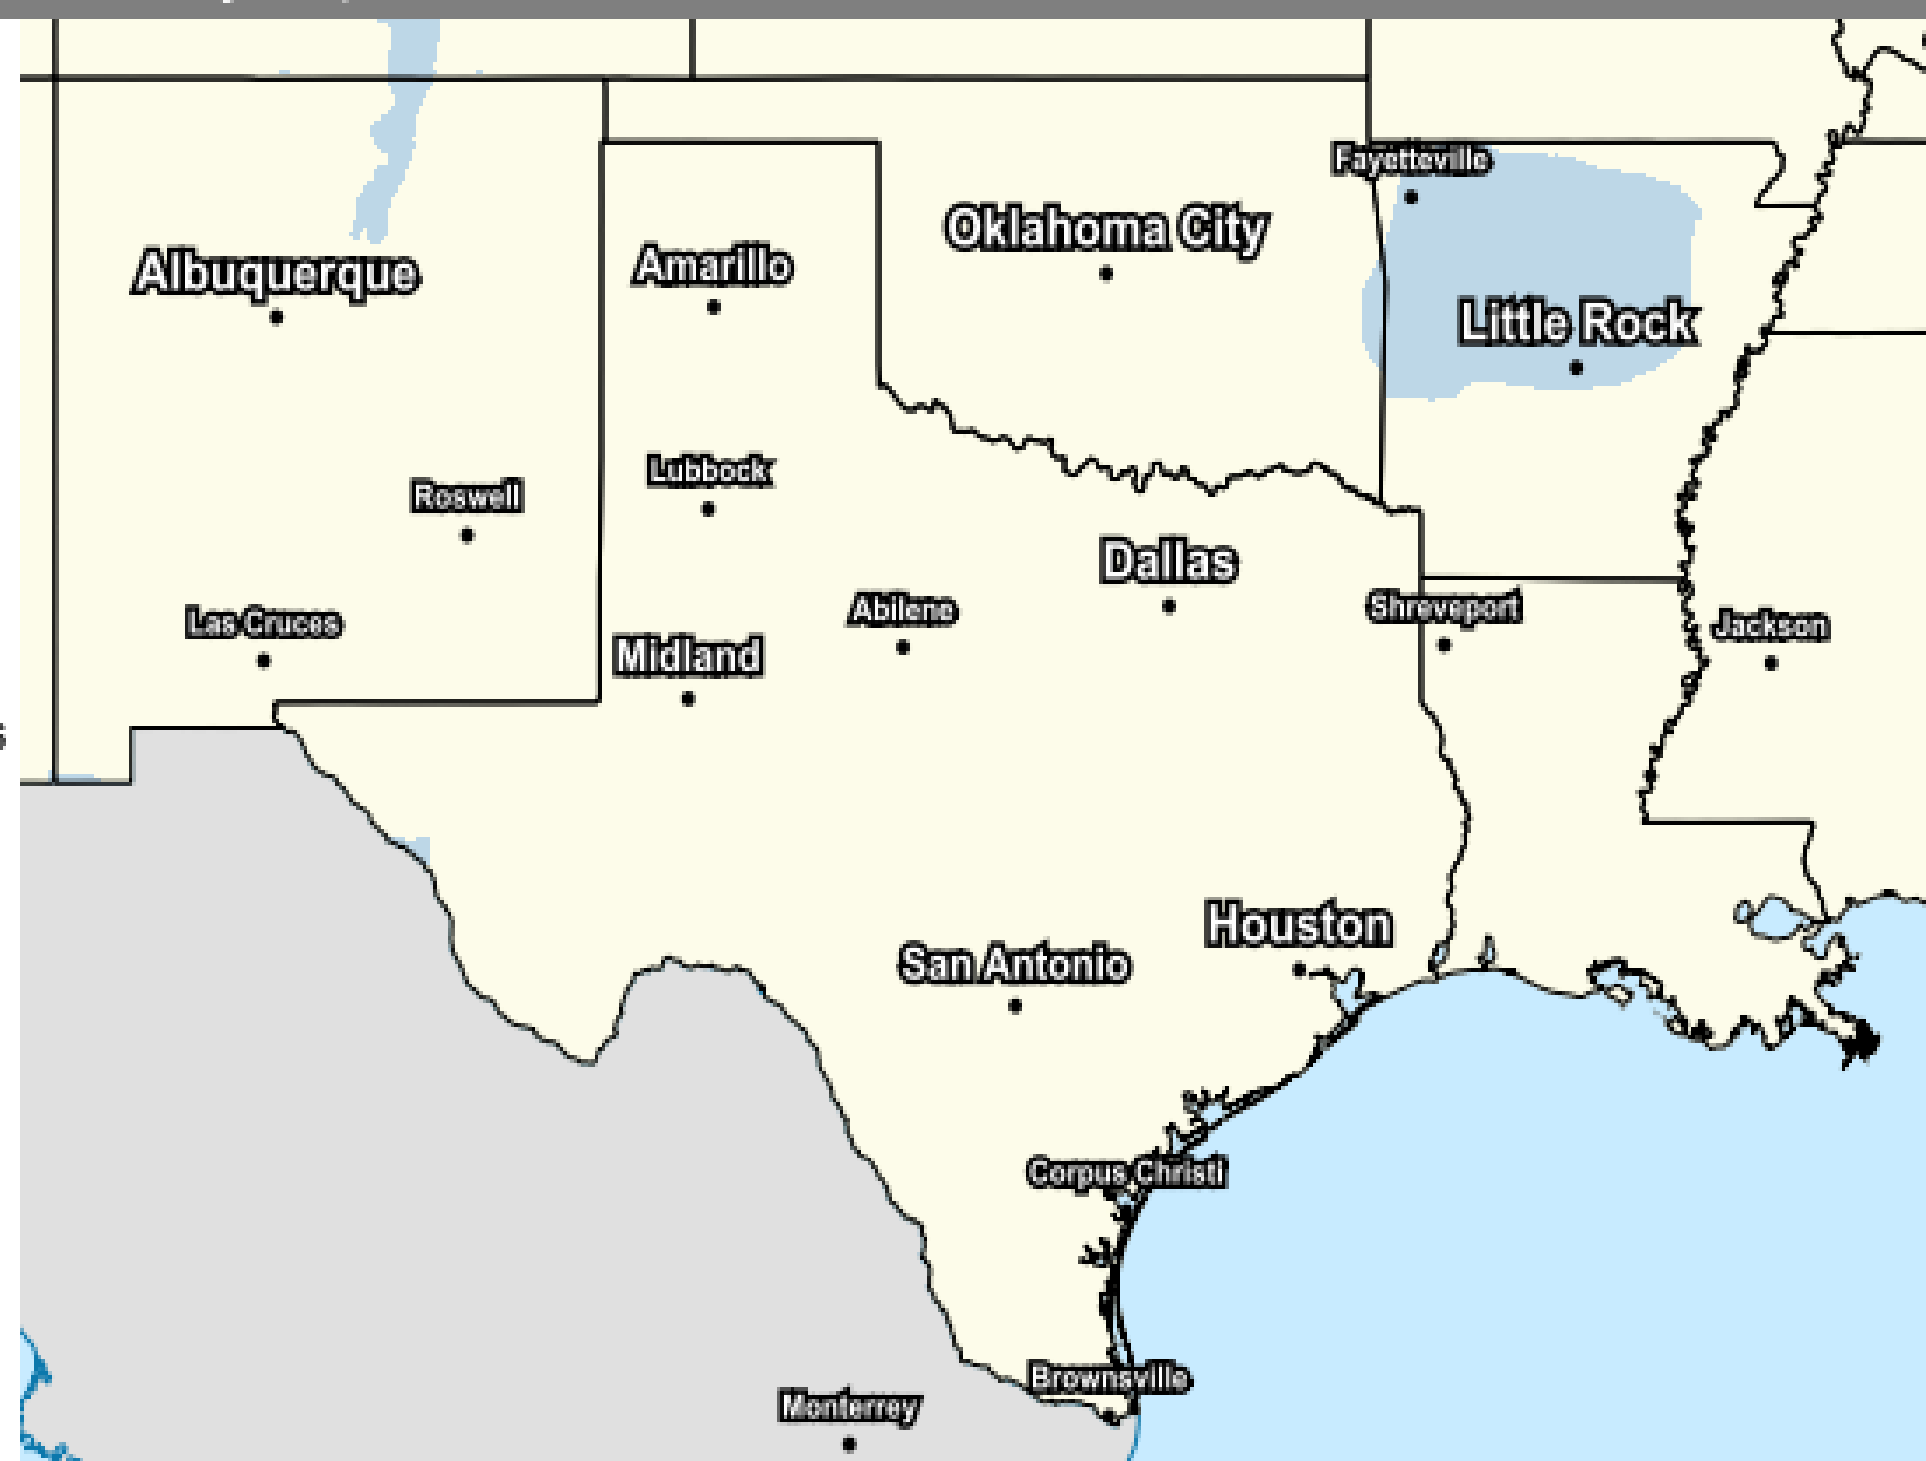 Fayetteville
Oklahoma City
Albuquerque
Amarillo
Little Rock
Lubbock
Roswell
Dallas
Abilene
Shreveport
Las Cruces
Jackson
Midland
Houston
San Antonio
Corpus Christi
Brownsville
Monterrey